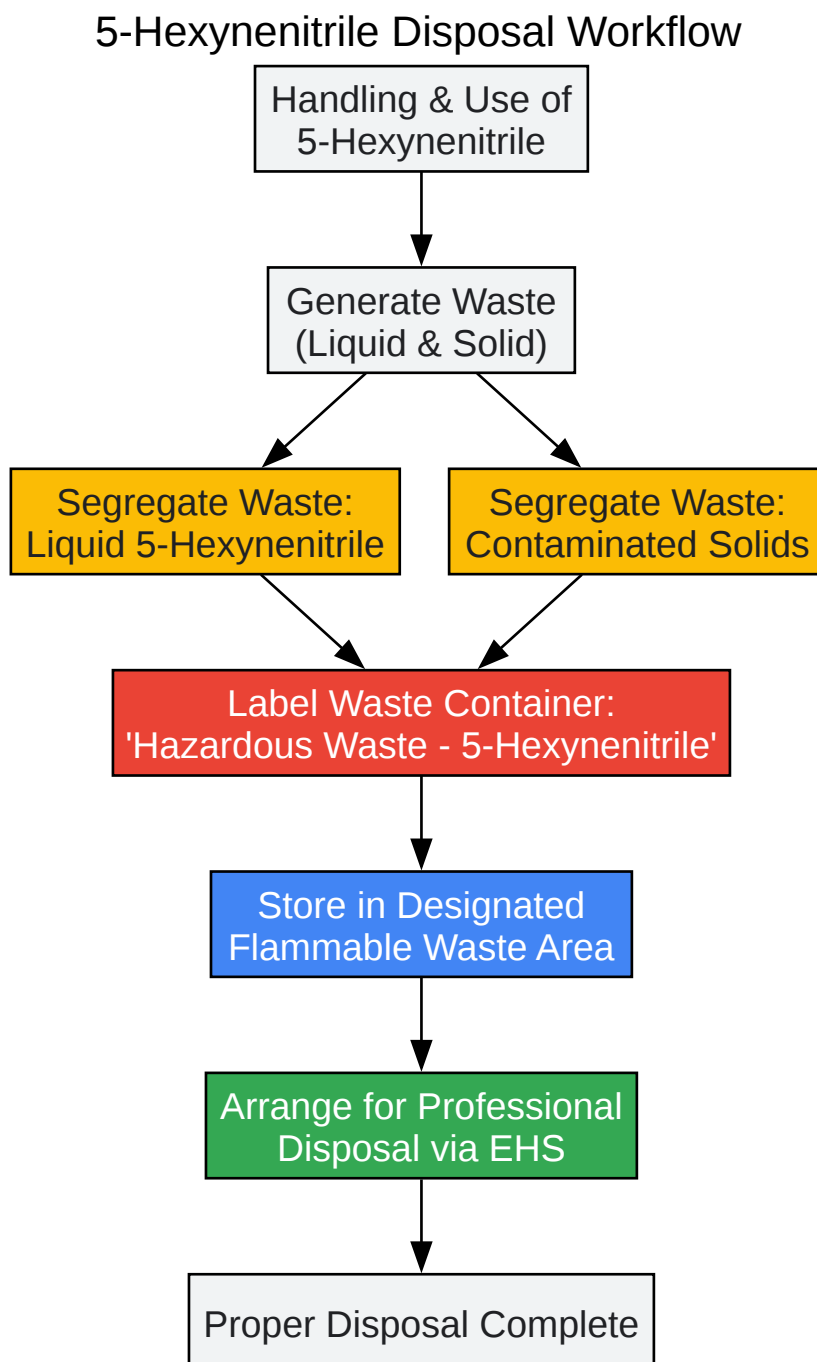 5-Hexynenitrile Disposal Workflow
Handling & Use of
5-Hexynenitrile
Generate Waste
(Liquid & Solid)
Segregate Waste:
Liquid 5-Hexynenitrile
Segregate Waste:
Contaminated Solids
Label Waste Container:
'Hazardous Waste - 5-Hexynenitrile'
Store in Designated
Flammable Waste Area
Arrange for Professional
Disposal via EHS
Proper Disposal Complete